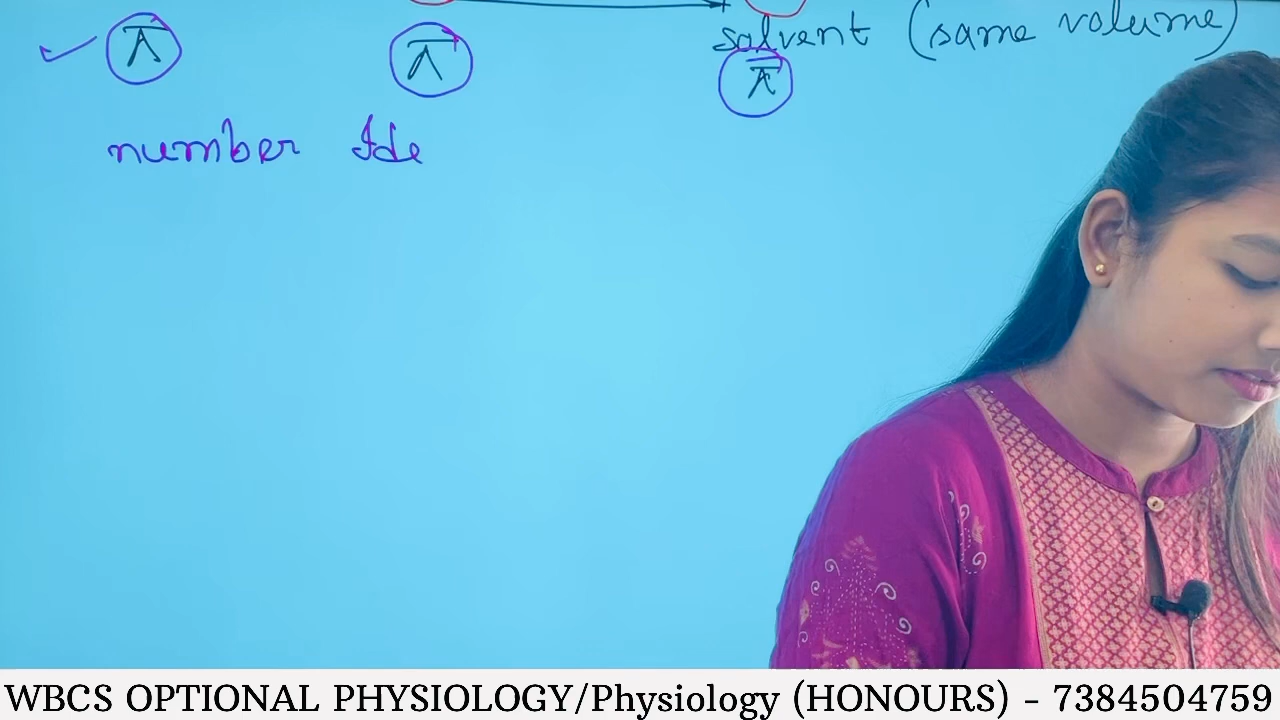 solvent (same volume)
✓ π π π
number Ide
WBCS OPTIONAL PHYSIOLOGY/Physiology (HONOURS) - 7384504759